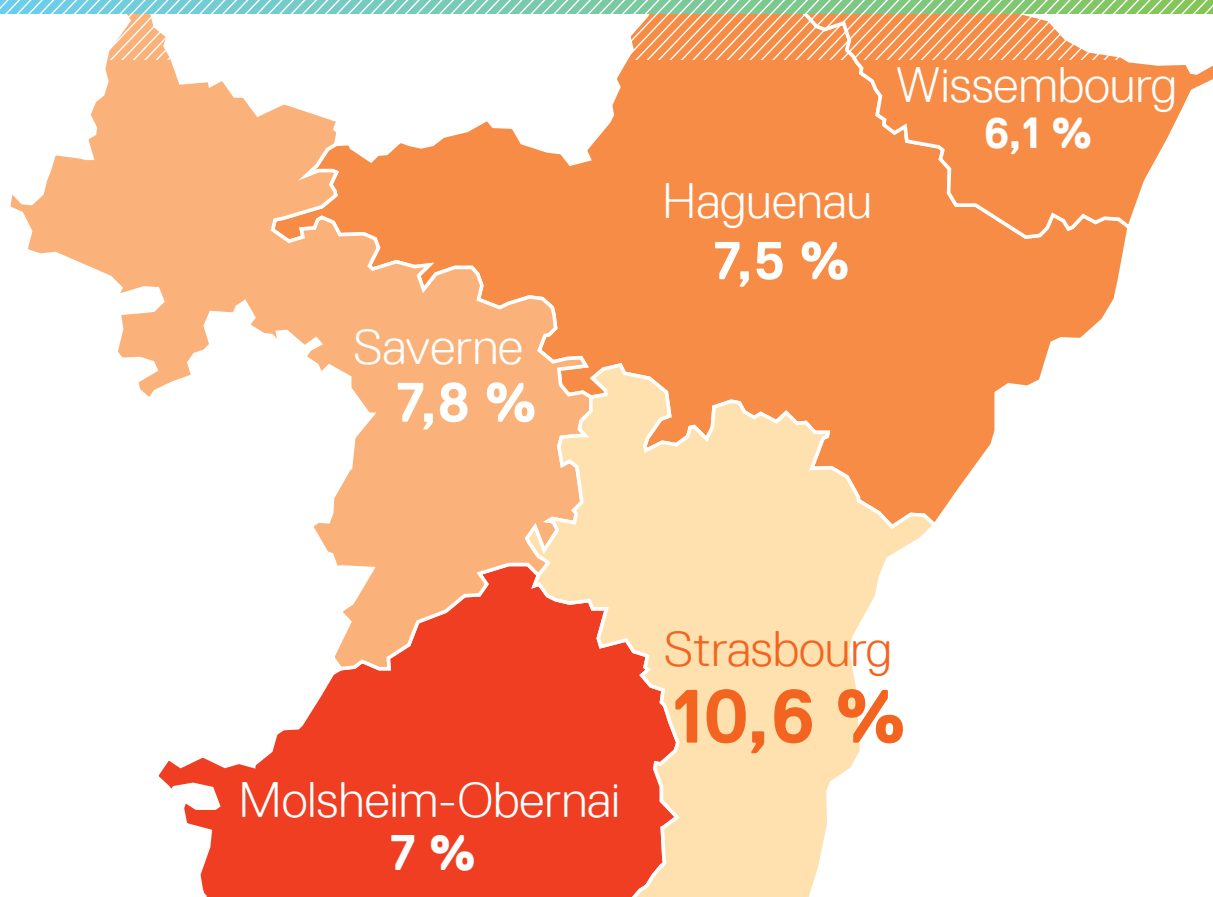 Wissembourg
6,1 %
Haguenau
7,5 %
Saverne
7,8 %
Strasbourg
10,6 %
Molsheim-Obernai
7 %